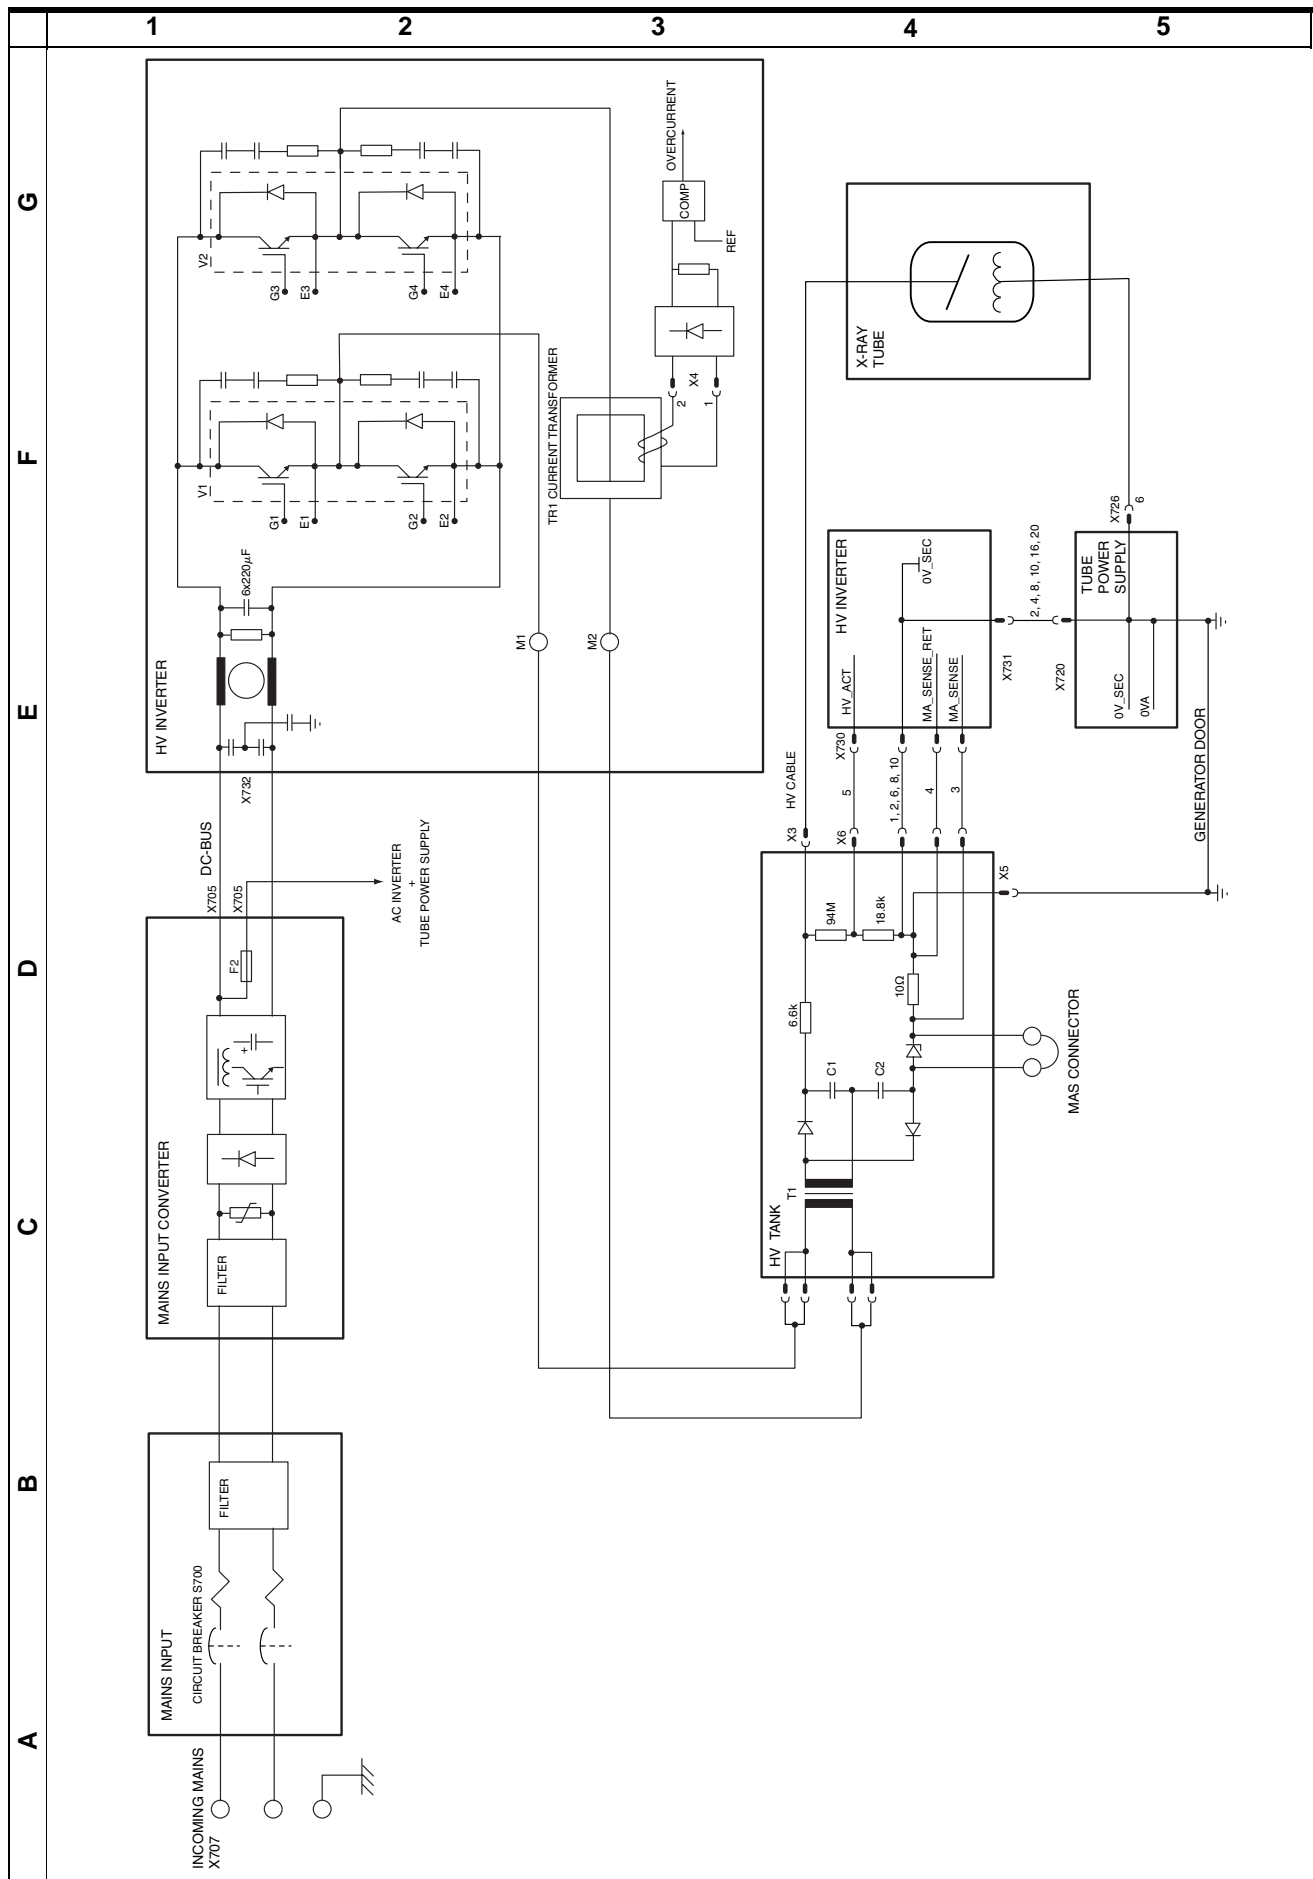 1 2 3 4 5
A
B
C
D
E
F
G
INCOMING MAINS
X707
MAINS INPUT
CIRCUIT BREAKER S700
FILTER
MAINS INPUT CONVERTER
FILTER
+
F2
X705
X705
DC-BUS
AC INVERTER
+
TUBE POWER SUPPLY
HV INVERTER
X732
6x220µF
V1
G1
E1
G2
E2
V2
G3
E3
G4
E4
M1
M2
TR1 CURRENT TRANSFORMER
2
1
X4
REF
COMP
OVERCURRENT
HV TANK
T1
C1
C2
6.6k
10Ω
94M
18.8k
MAS CONNECTOR
X3
HV CABLE
X6
5
X730
1, 2, 6, 8, 10
4
3
X5
HV INVERTER
HV_ACT
0V_SEC
MA_SENSE_RET
MA_SENSE
X731
2, 4, 8, 10, 16, 20
X720
TUBE
POWER
SUPPLY
0V_SEC
0VA
X726
6
GENERATOR DOOR
X-RAY
TUBE